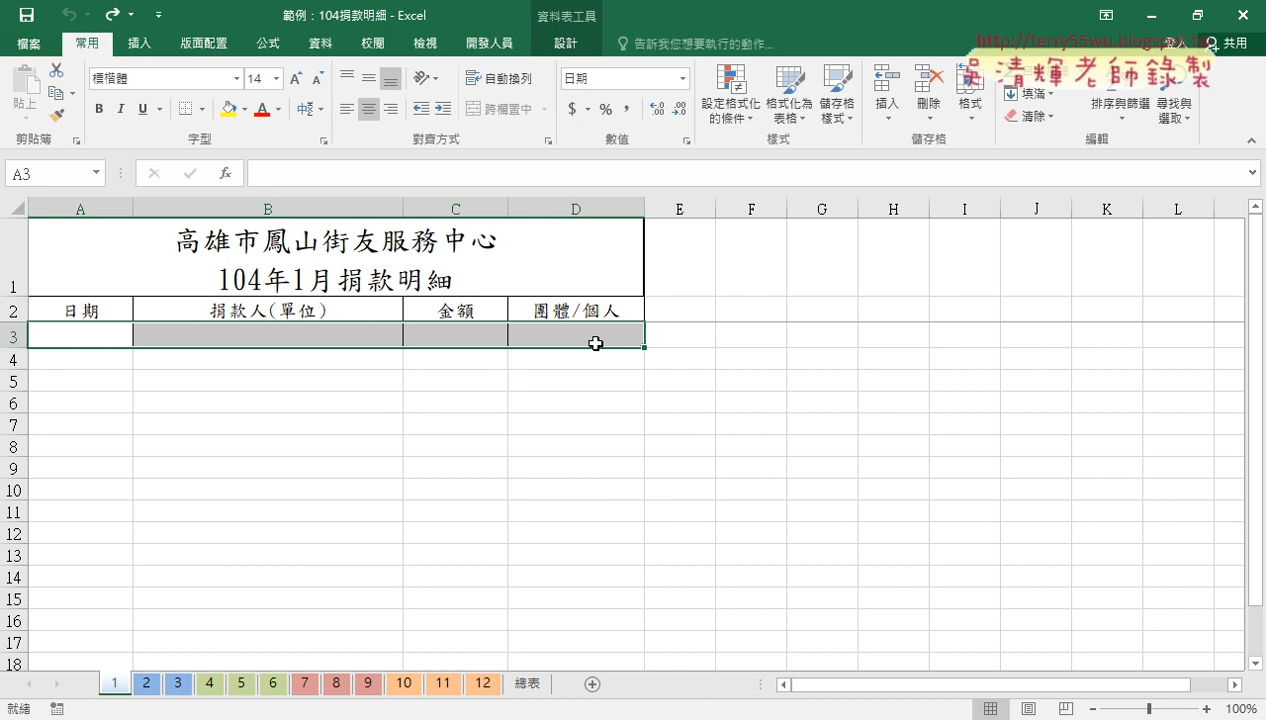 範例：104捐款明細 - Excel
資料表工具
檔案
常用
插入
版面配置
公式
資料
校閱
檢視
開發人員
設計
告訴我您想要執行的動作...
登入
共用
http://terry55wu.blogspot.tw
吳清輝老師錄製
貼上
標楷體
14
自動換列
跨欄置中
日期
設定格式化的條件
格式化為表格
儲存格樣式
插入
刪除
格式
填滿
清除
排序與篩選
尋找與選取
剪貼簿
字型
對齊方式
數值
樣式
儲存格
編輯
A3
fx
A B C D E F G H I J K L
1
高雄市鳳山街友服務中心
104年1月捐款明細
2 日期 捐款人(單位) 金額 團體/個人
3
4
5
6
7
8
9
10
11
12
13
14
15
16
17
18
1 2 3 4 5 6 7 8 9 10 11 12 總表
就緒
100%